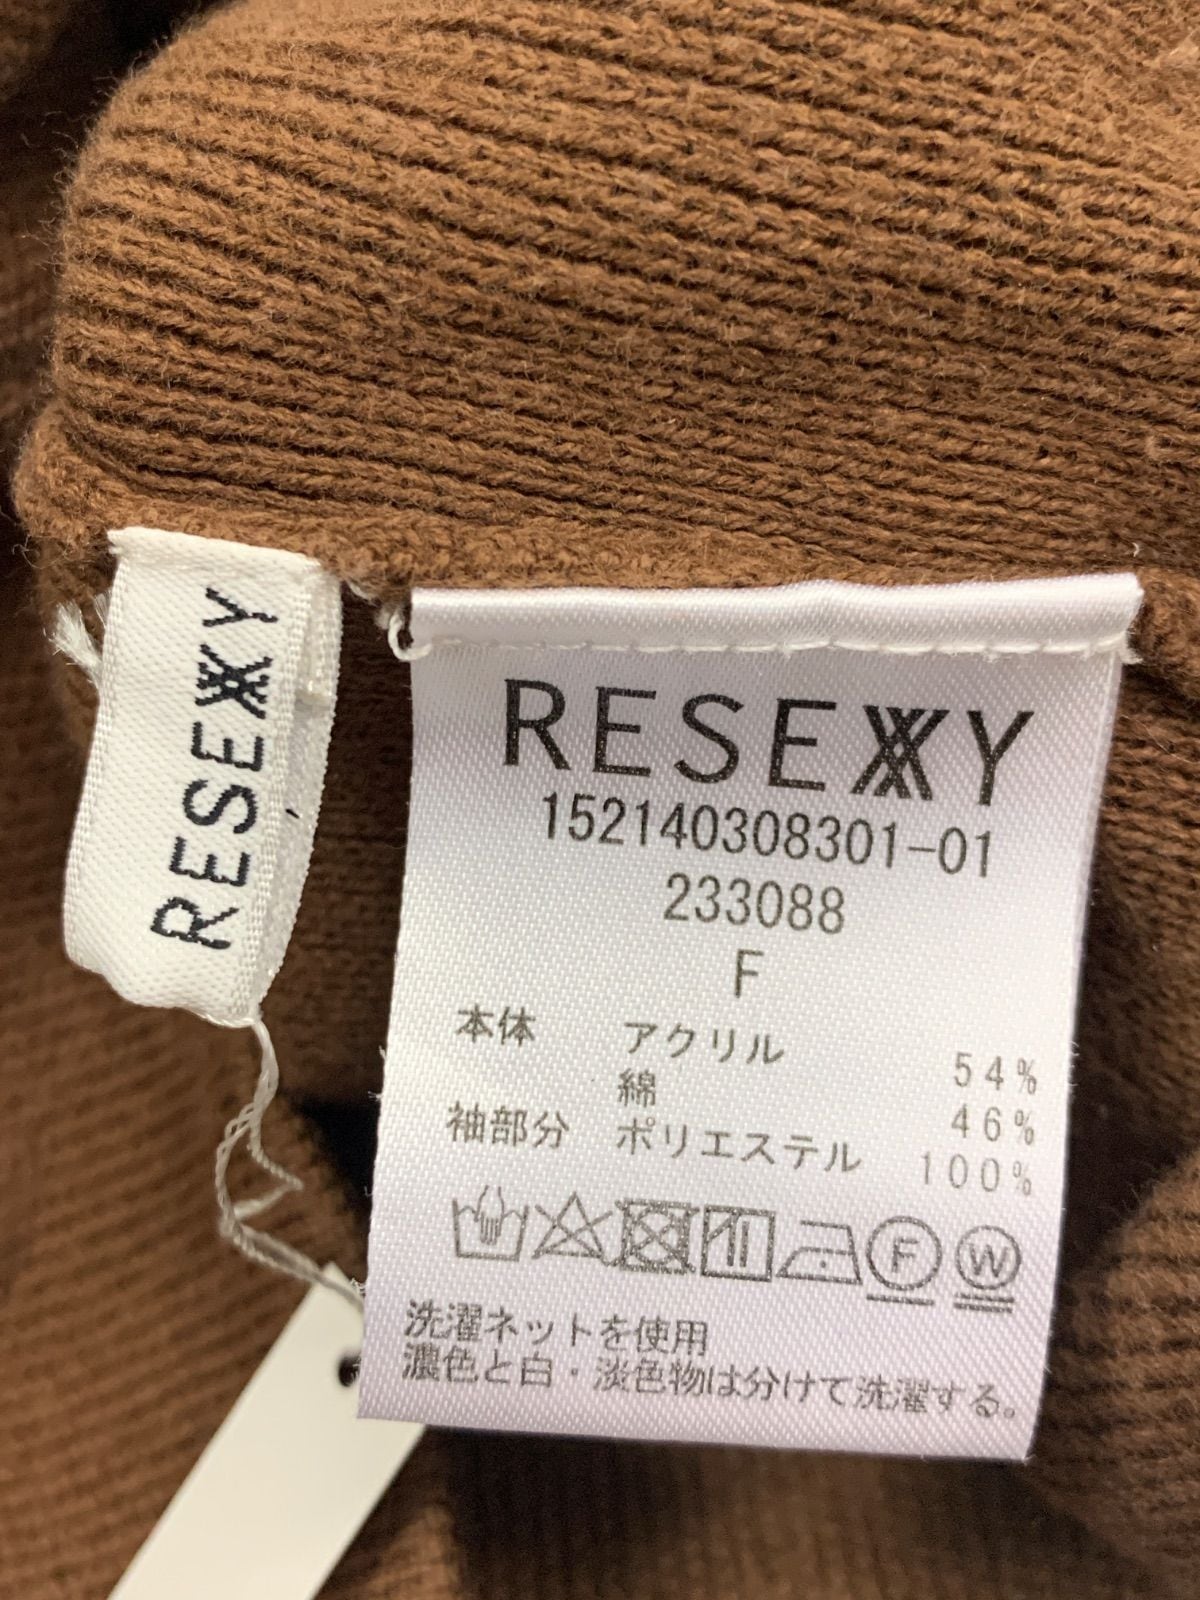 RESEXXY
RESEXXY
152140308301-01
233088
F
本体 アクリル 54%
綿 46%
袖部分 ポリエステル 100%
F W
洗濯ネットを使用
濃色と白・淡色物は分けて洗濯する。